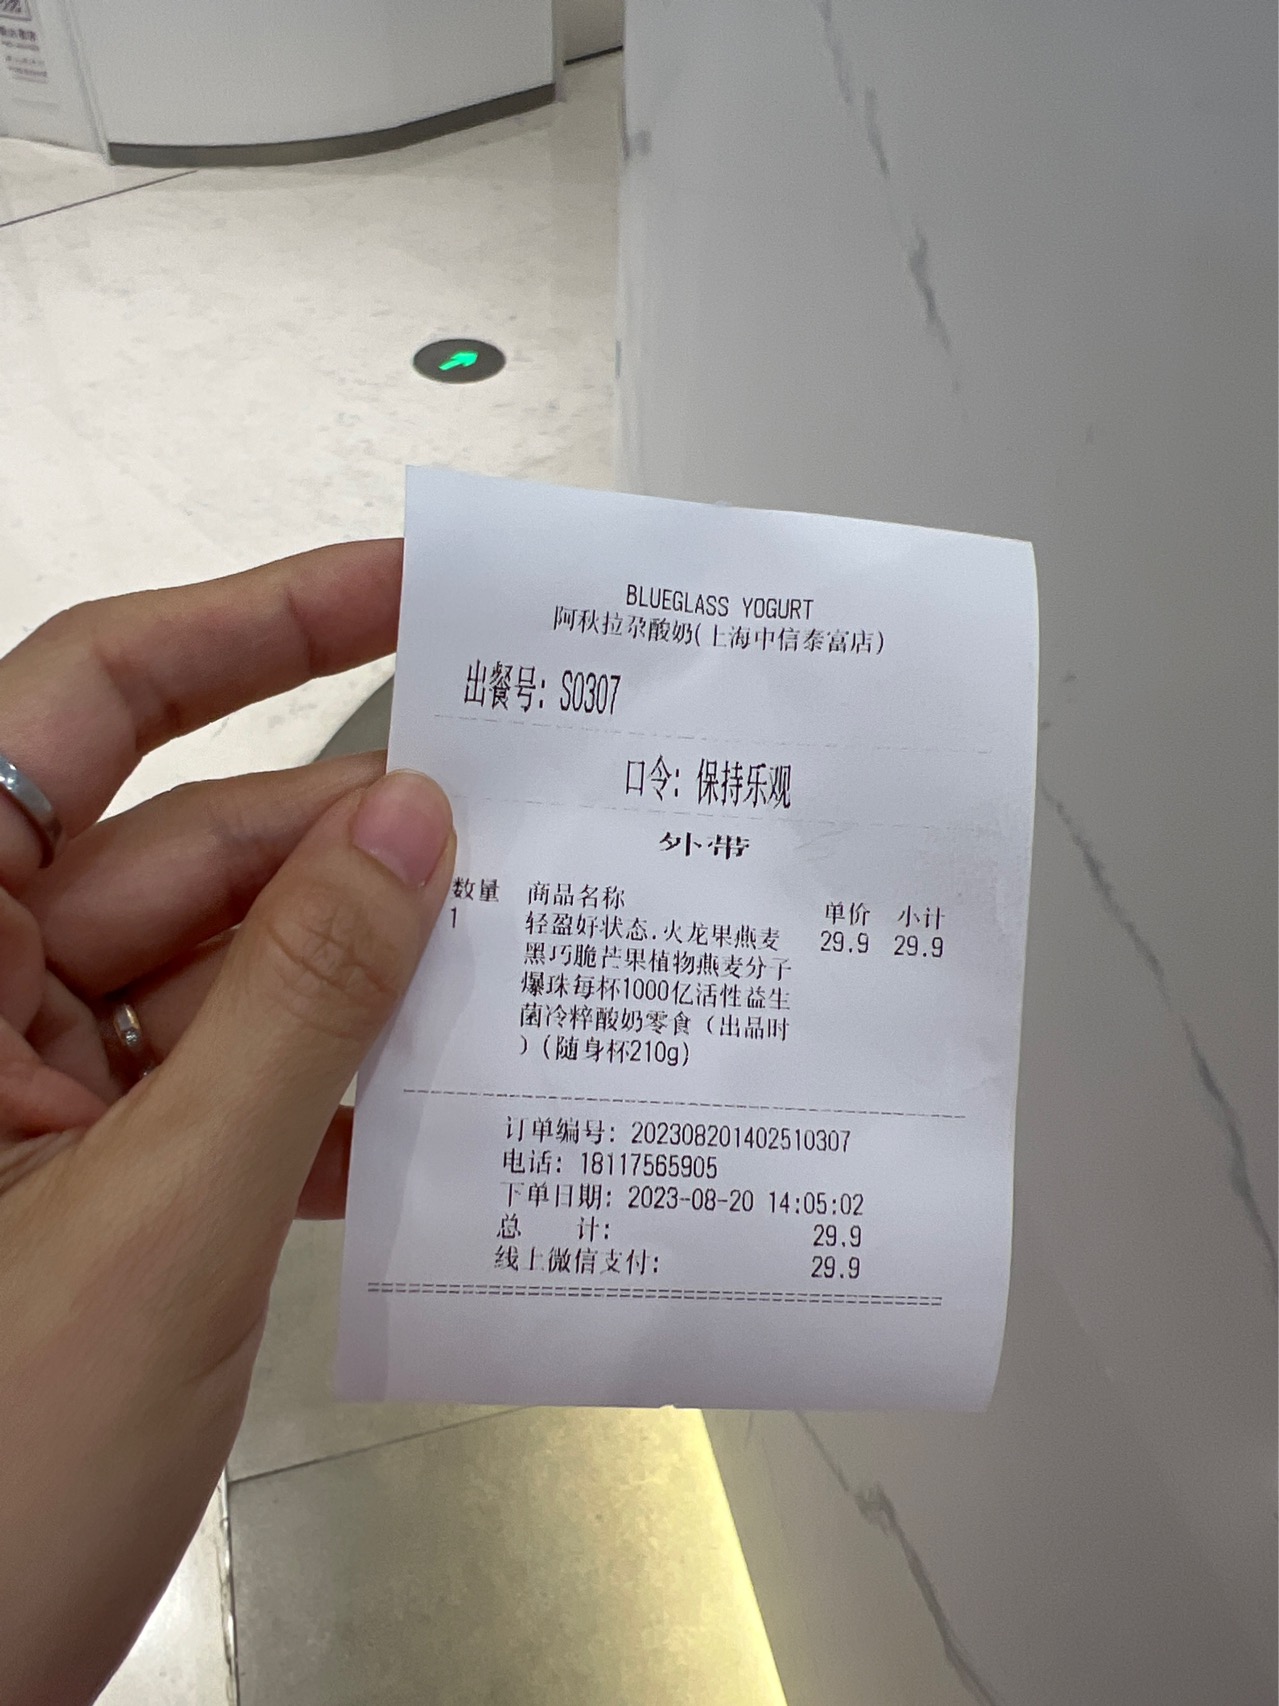 BLUEGLASS YOGURT
阿秋拉尕酸奶(上海中信泰富店)
出餐号: S0307
口令: 保持乐观
外带
数量 商品名称 单价 小计
1 轻盈好状态.火龙果燕麦 29.9 29.9
黑巧脆芒果植物燕麦分子
爆珠每杯1000亿活性益生
菌冷粹酸奶零食（出品时
）(随身杯210g)
订单编号: 202308201402510307
电话: 18117565905
下单日期: 2023-08-20 14:05:02
总 计: 29.9
线上微信支付: 29.9